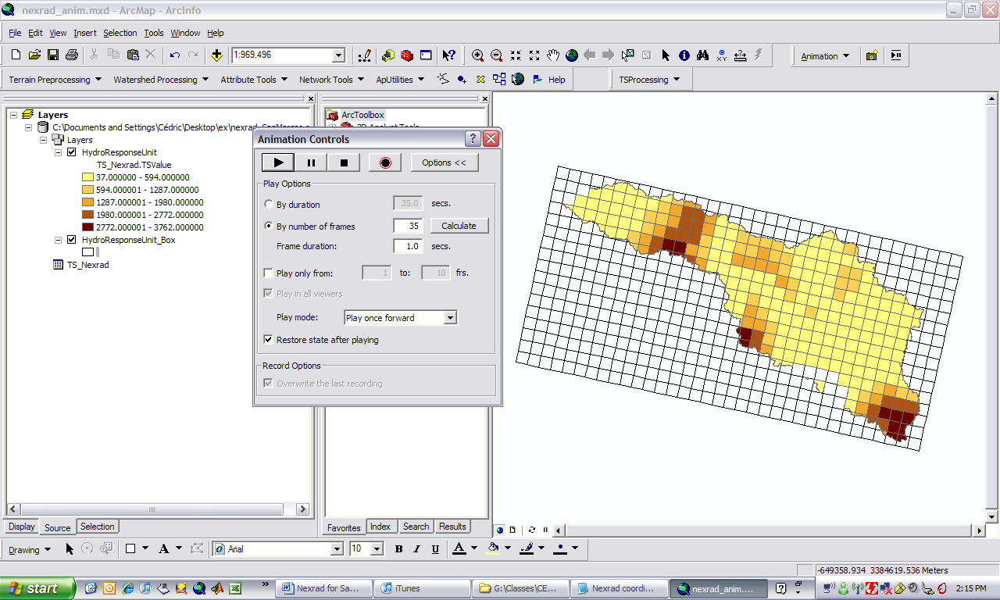 nexrad_anim.mxd - ArcMap - ArcInfo
File Edit View Insert Selection Tools Window Help
1:969,496
Animation
Terrain Preprocessing Watershed Processing Attribute Tools Network Tools ApUtilities Help TSProcessing
Layers
C:\Documents and Settings\Cédric\Desktop\ex\nexrad_SanMarcos
Layers
HydroResponseUnit
TS_Nexrad.TSValue
37.000000 - 594.000000
594.000001 - 1287.000000
1287.000001 - 1980.000000
1980.000001 - 2772.000000
2772.000001 - 3762.000000
HydroResponseUnit_Box
TS_Nexrad
ArcToolbox
3D Analyst Tools
Animation Controls
Options <<
Play Options
By duration 35.0 secs.
By number of frames 35 Calculate
Frame duration: 1.0 secs.
Play only from: 1 to: 10 frs.
Play in all viewers
Play mode: Play once forward
Restore state after playing
Record Options
Overwrite the last recording
Display Source Selection
Favorites Index Search Results
Drawing A Arial 10 B I U A
-649358.934 3384619.536 Meters
start Nexrad for Sa... iTunes G:\Classes\CE... Nexrad coordin... nexrad_anim.... 2:15 PM